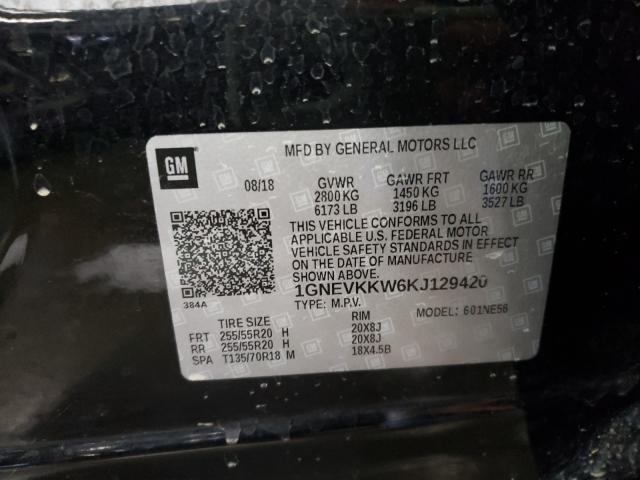 GM
MFD BY GENERAL MOTORS LLC
08/18 GVWR GAWR FRT GAWR RR
2800 KG 1450 KG 1600 KG
6173 LB 3196 LB 3527 LB
THIS VEHICLE CONFORMS TO ALL
APPLICABLE U.S. FEDERAL MOTOR
VEHICLE SAFETY STANDARDS IN EFFECT
ON THE DATE OF MANUFACTURE
SHOWN ABOVE.
384A 1GNEVKKW6KJ129420
TYPE: M.P.V. MODEL: 601NE56
TIRE SIZE RIM
FRT 255/55R20 H 20X8J
RR 255/55R20 H 20X8J
SPA T135/70R18 M 18X4.5B